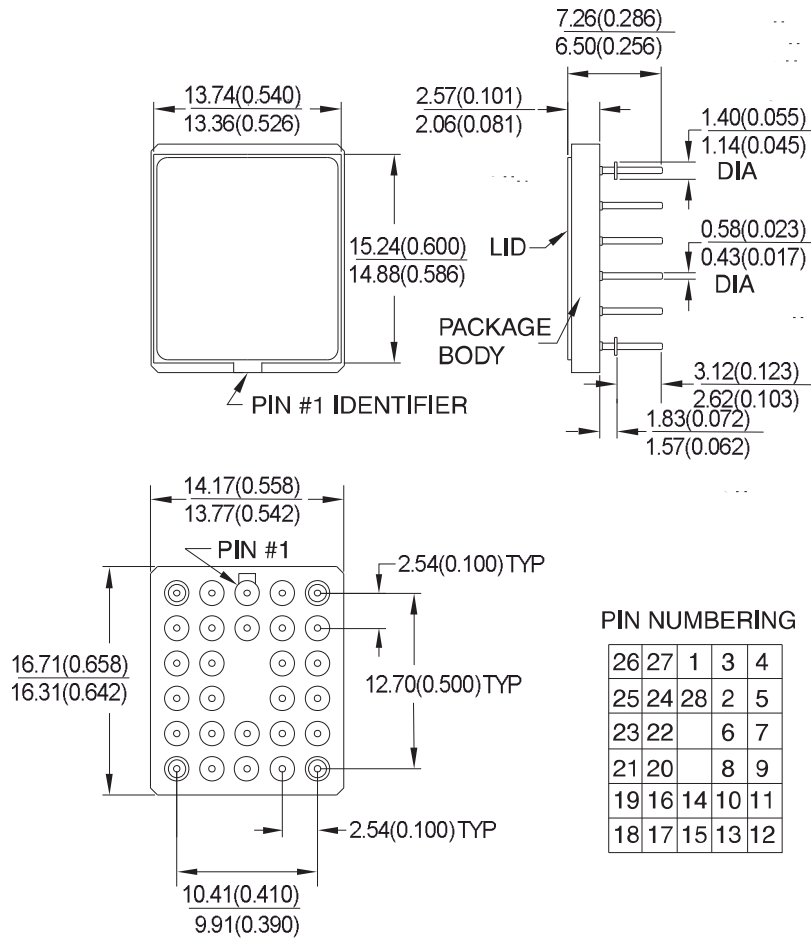 7.26(0.286)
6.50(0.256)
13.74(0.540)
13.36(0.526)
2.57(0.101)
2.06(0.081)
1.40(0.055)
1.14(0.045)
DIA
15.24(0.600)
14.88(0.586)
LID
0.58(0.023)
0.43(0.017)
DIA
PACKAGE
BODY
3.12(0.123)
2.62(0.103)
PIN #1 IDENTIFIER
1.83(0.072)
1.57(0.062)
14.17(0.558)
13.77(0.542)
PIN #1
2.54(0.100) TYP
16.71(0.658)
16.31(0.642)
12.70(0.500) TYP
2.54(0.100) TYP
10.41(0.410)
9.91(0.390)
PIN NUMBERING
26 27 1 3 4
25 24 28 2 5
23 22 6 7
21 20 8 9
19 16 14 10 11
18 17 15 13 12